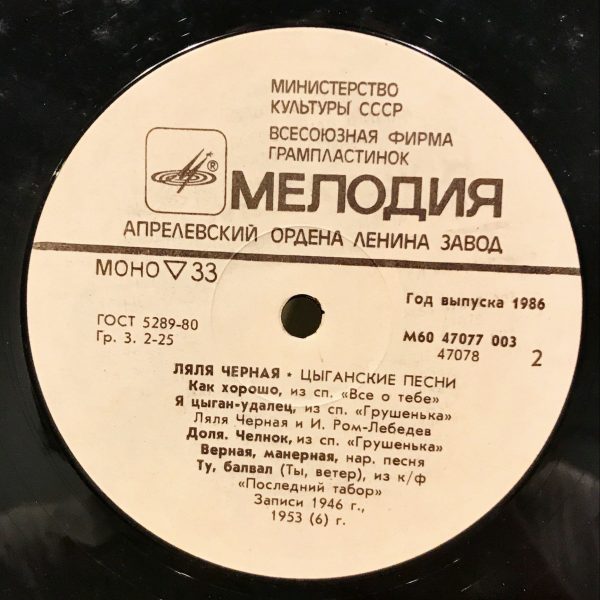 МИНИСТЕРСТВО
КУЛЬТУРЫ СССР
ВСЕСОЮЗНАЯ ФИРМА
ГРАМПЛАСТИНОК
®
МЕЛОДИЯ
АПРЕЛЕВСКИЙ ОРДЕНА ЛЕНИНА ЗАВОД
МОНО ▽ 33
Год выпуска 1986
ГОСТ 5289-80
Гр. 3. 2-25
М60 47077 003
47078
2
ЛЯЛЯ ЧЕРНАЯ • ЦЫГАНСКИЕ ПЕСНИ
Как хорошо, из сп. «Все о тебе»
Я цыган-удалец, из сп. «Грушенька»
Ляля Черная и И. Ром-Лебедев
Доля. Челнок, из сп. «Грушенька»
Верная, манерная, нар. песня
Ту, балвал (Ты, ветер), из к/ф
«Последний табор»
Записи 1946 г.,
1953 (6) г.